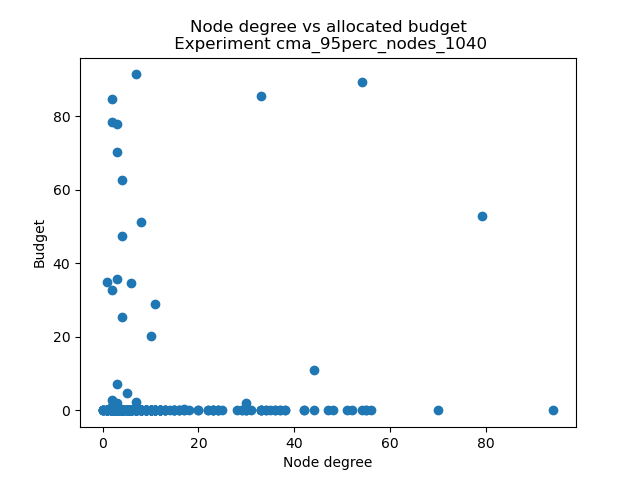 Node degree vs allocated budget
Experiment cma_95perc_nodes_1040
Budget
80
60
40
20
0
0 20 40 60 80
Node degree